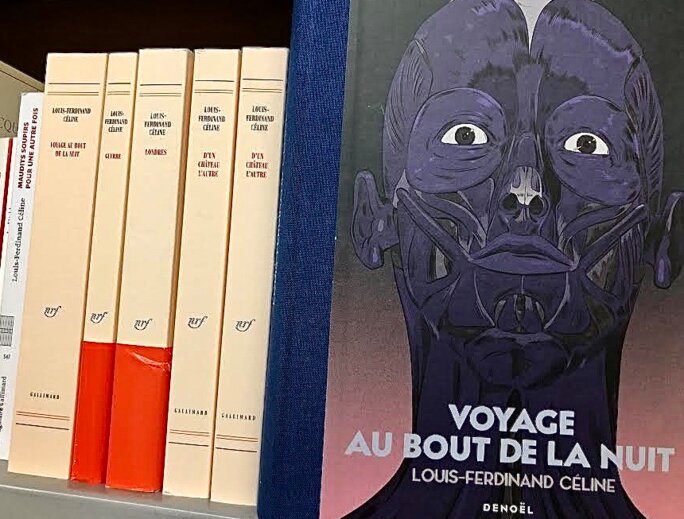 MAUDITS SOUPIRS
POUR UNE AUTRE FOIS
Louis-Ferdinand Céline
LOUIS-FERDINAND
CÉLINE
VOYAGE AU BOUT
DE LA NUIT
nrf
GALLIMARD
LOUIS-
FERDINAND
CÉLINE
GUERRE
nrf
LOUIS-
FERDINAND
CÉLINE
LONDRES
nrf
LOUIS-
FERDINAND
CÉLINE
D'UN
CHÂTEAU
L'AUTRE
nrf
GALLIMARD
LOUIS-
FERDINAND
CÉLINE
D'UN
CHÂTEAU
L'AUTRE
nrf
GALLIMARD
VOYAGE
AU BOUT DE LA NUIT
LOUIS-FERDINAND CÉLINE
DENOËL